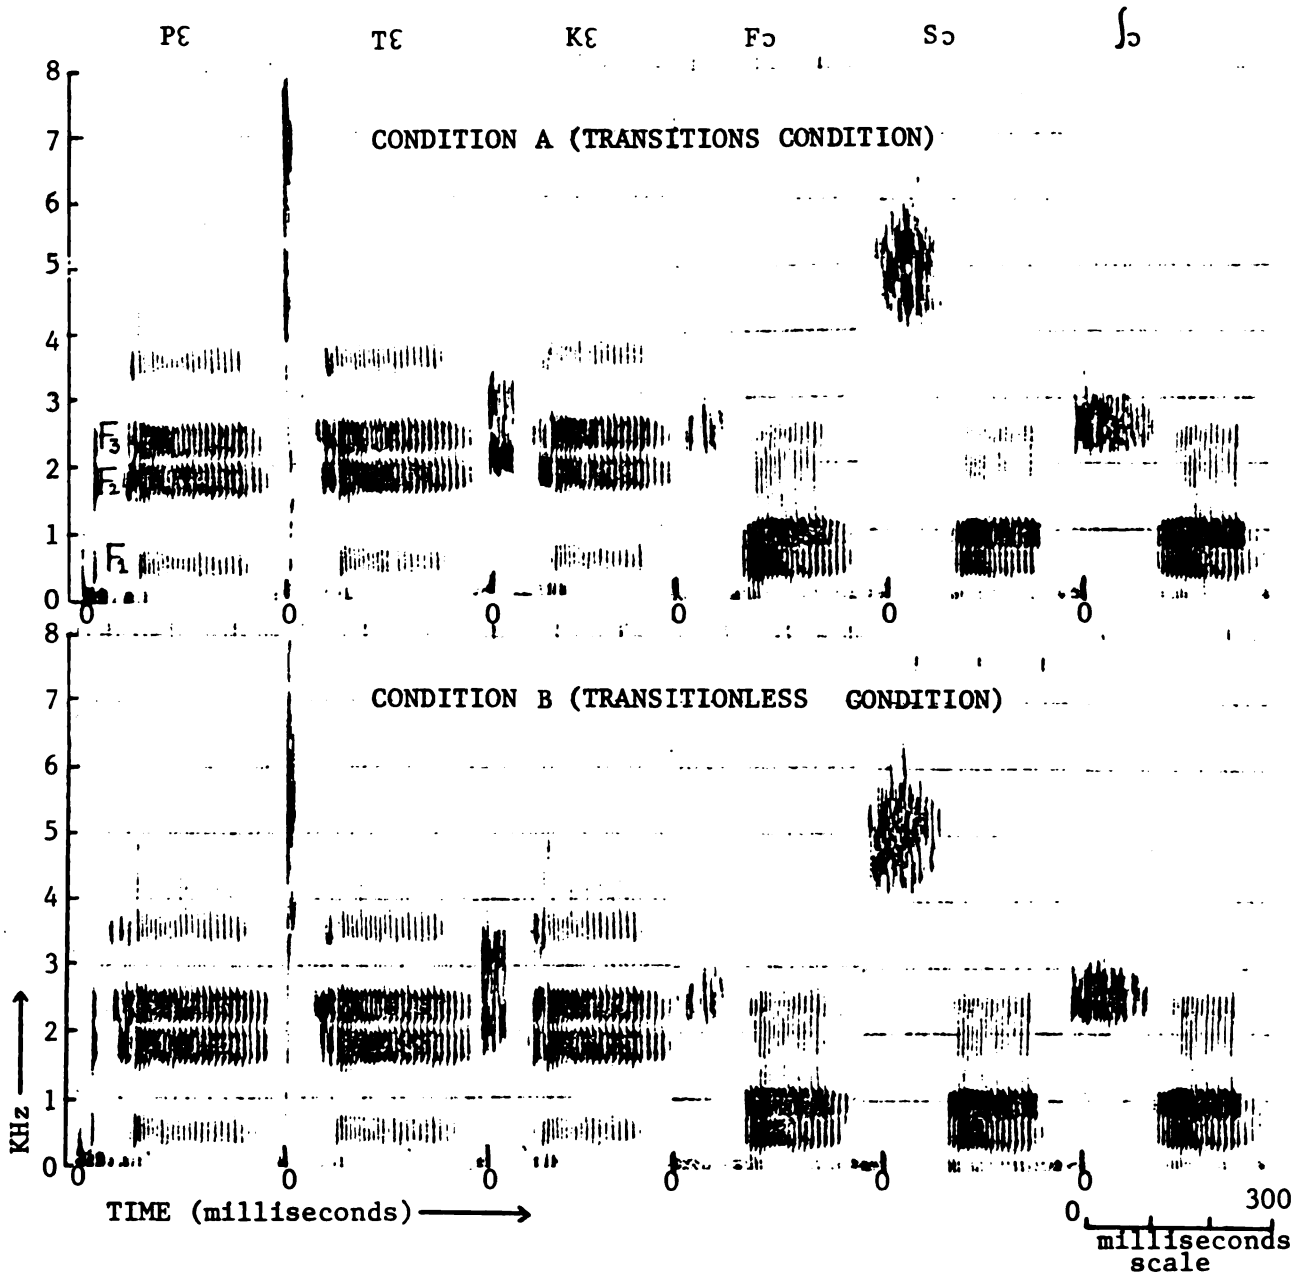 Pɛ Tɛ Kɛ Fɔ Sɔ ʃɔ
8
CONDITION A (TRANSITIONS CONDITION)
7
6
5
4
3
F3
2
F2
1
F1
0
0 0 0 0 0 0
8
CONDITION B (TRANSITIONLESS GONDITION)
7
6
5
4
3
2
1
0
KHz
0 0 0 0 0 0
TIME (milliseconds)
0 300
milliseconds
scale